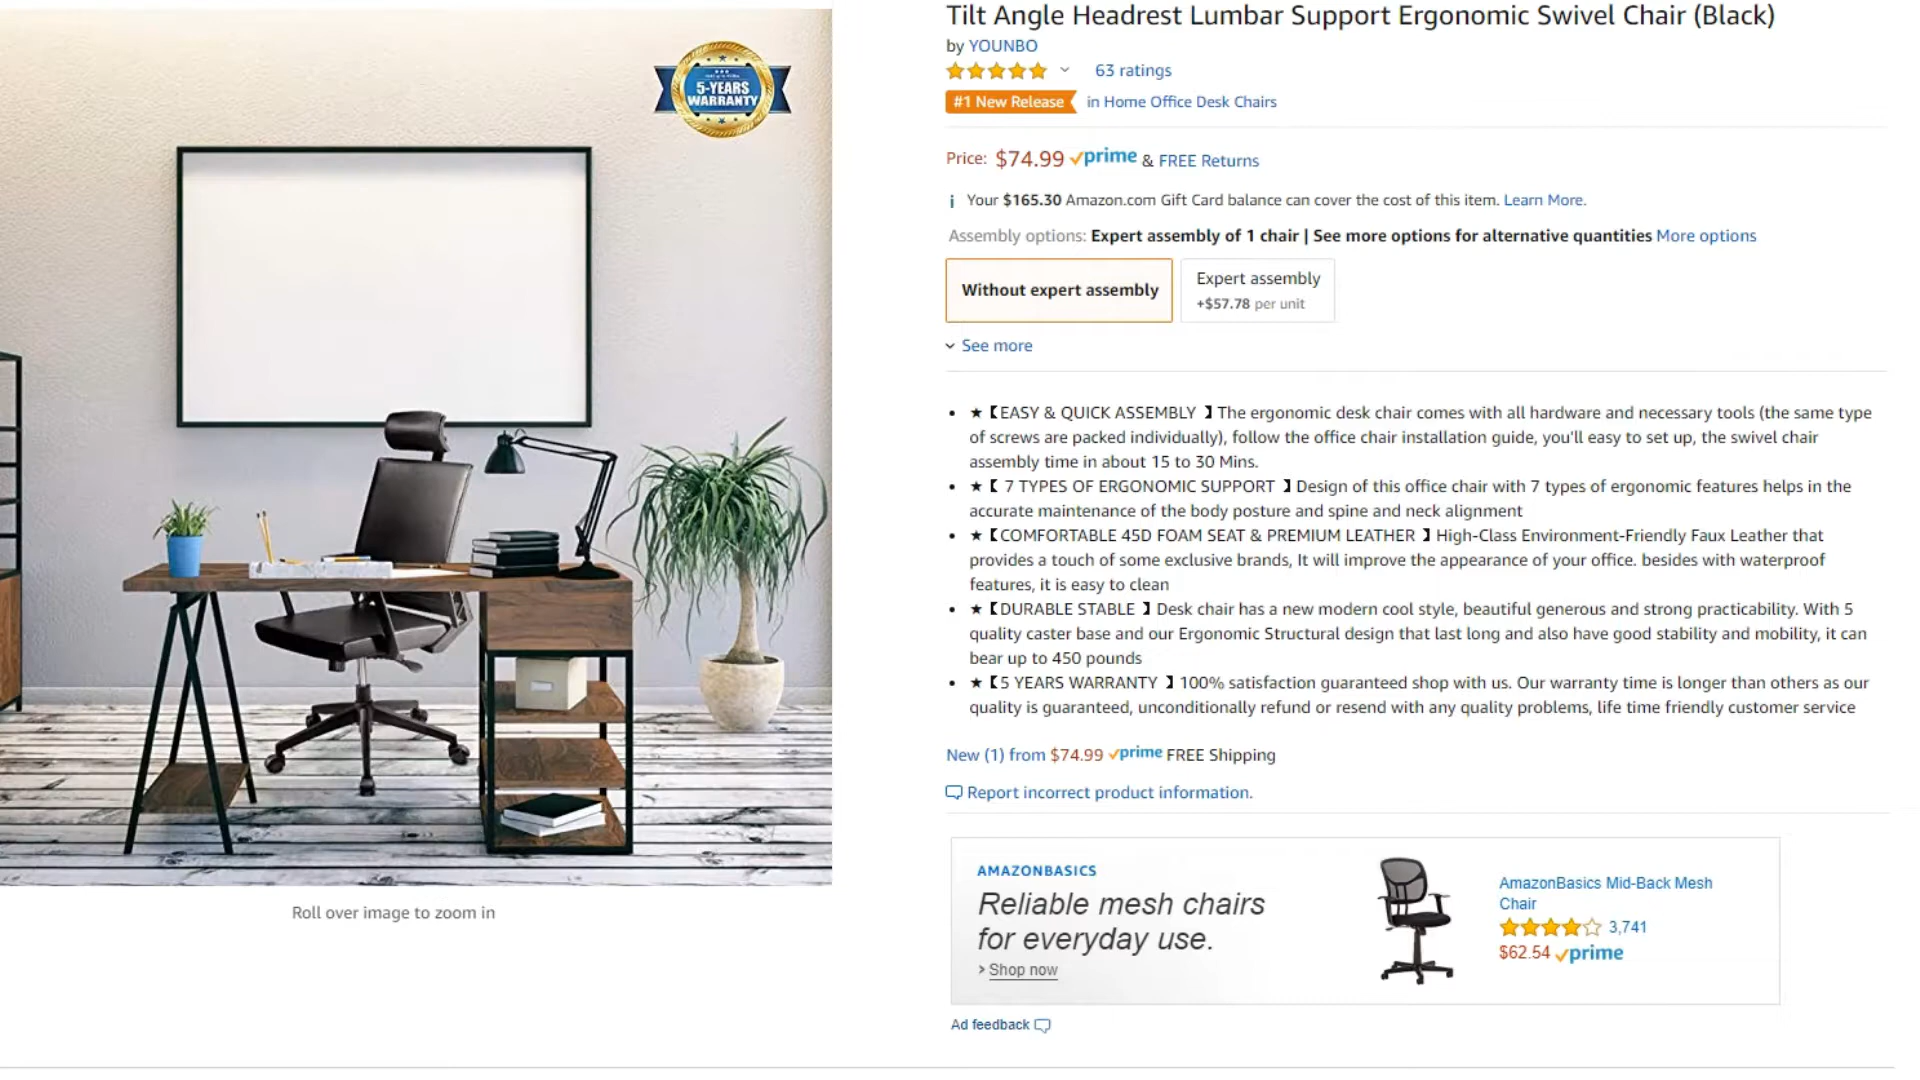 5-YEARS
WARRANTY
Roll over image to zoom in
Tilt Angle Headrest Lumbar Support Ergonomic Swivel Chair (Black)
by YOUNBO
63 ratings
#1 New Release in Home Office Desk Chairs
Price: $74.99 prime & FREE Returns
i Your $165.30 Amazon.com Gift Card balance can cover the cost of this item. Learn More.
Assembly options: Expert assembly of 1 chair | See more options for alternative quantities More options
Without expert assembly
Expert assembly
+$57.78 per unit
See more
• ★【EASY & QUICK ASSEMBLY 】The ergonomic desk chair comes with all hardware and necessary tools (the same type
of screws are packed individually), follow the office chair installation guide, you'll easy to set up, the swivel chair
assembly time in about 15 to 30 Mins.
• ★【 7 TYPES OF ERGONOMIC SUPPORT 】Design of this office chair with 7 types of ergonomic features helps in the
accurate maintenance of the body posture and spine and neck alignment
• ★【COMFORTABLE 45D FOAM SEAT & PREMIUM LEATHER 】High-Class Environment-Friendly Faux Leather that
provides a touch of some exclusive brands, It will improve the appearance of your office. besides with waterproof
features, it is easy to clean
• ★【DURABLE STABLE 】Desk chair has a new modern cool style, beautiful generous and strong practicability. With 5
quality caster base and our Ergonomic Structural design that last long and also have good stability and mobility, it can
bear up to 450 pounds
• ★【5 YEARS WARRANTY 】100% satisfaction guaranteed shop with us. Our warranty time is longer than others as our
quality is guaranteed, unconditionally refund or resend with any quality problems, life time friendly customer service
New (1) from $74.99 prime FREE Shipping
Report incorrect product information.
AMAZONBASICS
Reliable mesh chairs
for everyday use.
› Shop now
AmazonBasics Mid-Back Mesh
Chair
3,741
$62.54 prime
Ad feedback